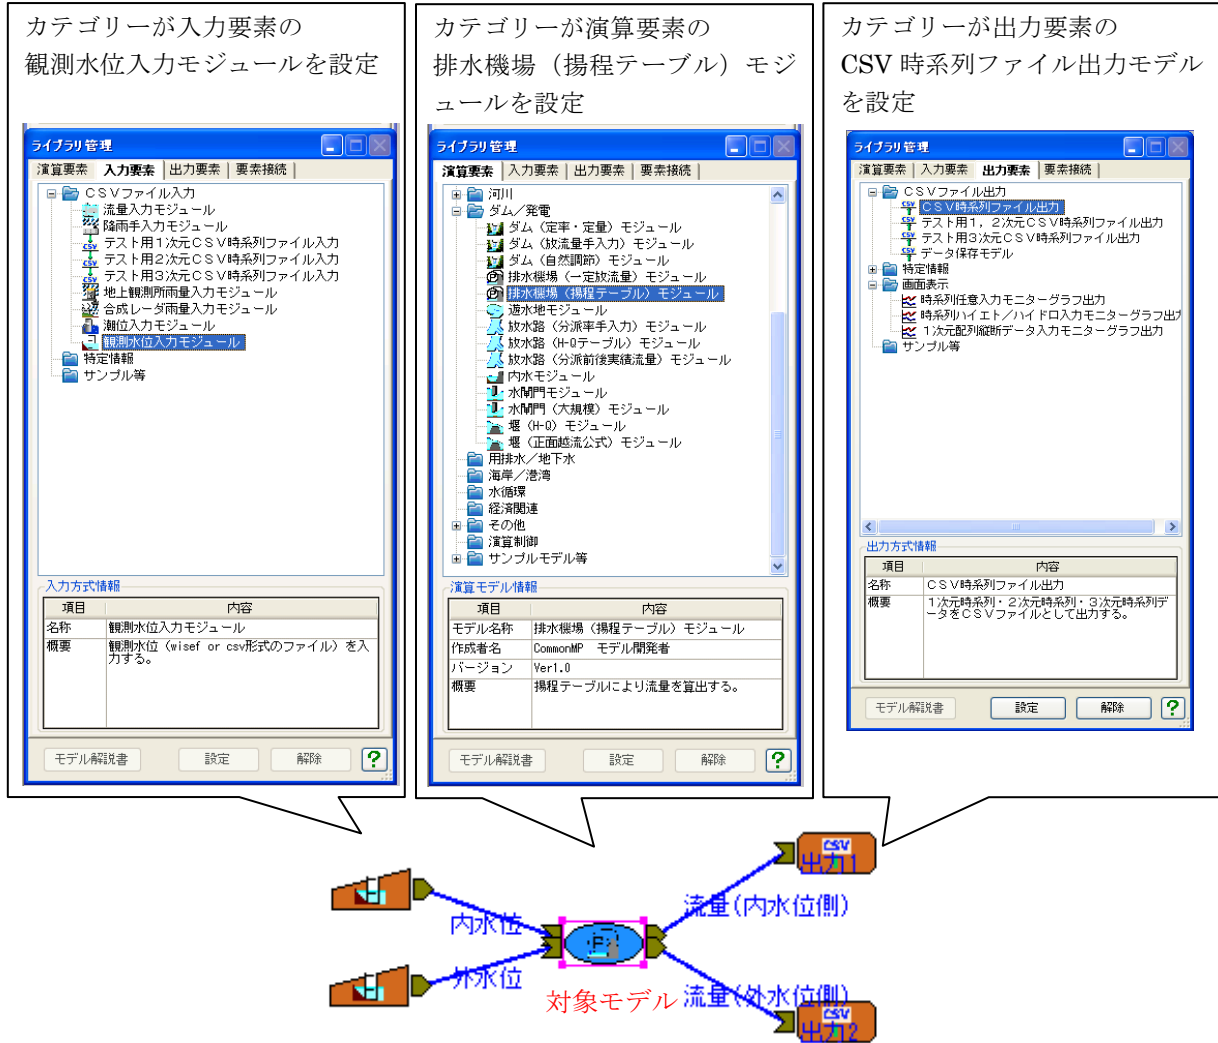 カテゴリーが入力要素の
観測水位入力モジュールを設定
ライブラリ管理
演算要素 入力要素 出力要素 要素接続
CSVファイル入力
流量入力モジュール
降雨手入力モジュール
テスト用1次元CSV時系列ファイル入力
テスト用2次元CSV時系列ファイル入力
テスト用3次元CSV時系列ファイル入力
地上観測所雨量入力モジュール
合成レーダ雨量入力モジュール
潮位入力モジュール
観測水位入力モジュール
特定情報
サンプル等
入力方式情報
項目 内容
名称 観測水位入力モジュール
概要 観測水位(wisef or csv形式のファイル)を入
力する。
モデル解説書 設定 解除 ?
カテゴリーが演算要素の
排水機場(揚程テーブル)モジ
ュールを設定
ライブラリ管理
演算要素 入力要素 出力要素 要素接続
河川
ダム/発電
ダム(定率・定量)モジュール
ダム(放流量手入力)モジュール
ダム(自然調節)モジュール
排水機場(一定放流量)モジュール
排水機場(揚程テーブル)モジュール
遊水地モジュール
放水路(分派率手入力)モジュール
放水路(H-Qテーブル)モジュール
放水路(分派前後実績流量)モジュール
内水モジュール
水閘門モジュール
水閘門(大規模)モジュール
堰(H-Q)モジュール
堰(正面越流公式)モジュール
用排水/地下水
海岸/港湾
水循環
経済関連
その他
演算制御
サンプルモデル等
演算モデル情報
項目 内容
モデル名称 排水機場(揚程テーブル)モジュール
作成者名 CommonMP モデル開発者
バージョン Ver1.0
概要 揚程テーブルにより流量を算出する。
モデル解説書 設定 解除 ?
カテゴリーが出力要素の
CSV 時系列ファイル出力モデル
を設定
ライブラリ管理
演算要素 入力要素 出力要素 要素接続
CSVファイル出力
CSV時系列ファイル出力
テスト用1,2次元CSV時系列ファイル出力
テスト用3次元CSV時系列ファイル出力
データ保存モデル
特定情報
画面表示
時系列任意入力モニターグラフ出力
時系列ハイエト/ハイドロ入力モニターグラフ出力
1次元配列縦断データ入力モニターグラフ出力
サンプル等
出力方式情報
項目 内容
名称 CSV時系列ファイル出力
概要 1次元時系列・2次元時系列・3次元時系列デ
ータをCSVファイルとして出力する。
モデル解説書 設定 解除 ?
CSV
出力1
流量(内水位側)
内水位
P
外水位
対象モデル
流量(外水位側)
CSV
出力2